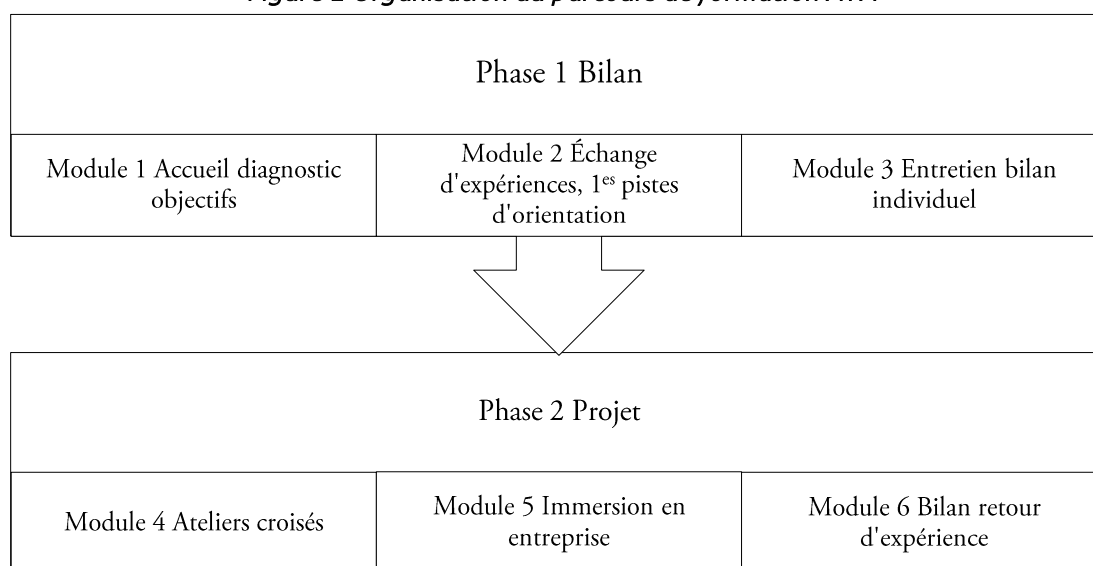 Phase 1 Bilan
Module 1 Accueil diagnostic
objectifs
Module 2 Échange
d'expériences, 1es pistes
d'orientation
Module 3 Entretien bilan
individuel
Phase 2 Projet
Module 4 Ateliers croisés
Module 5 Immersion en
entreprise
Module 6 Bilan retour
d'expérience